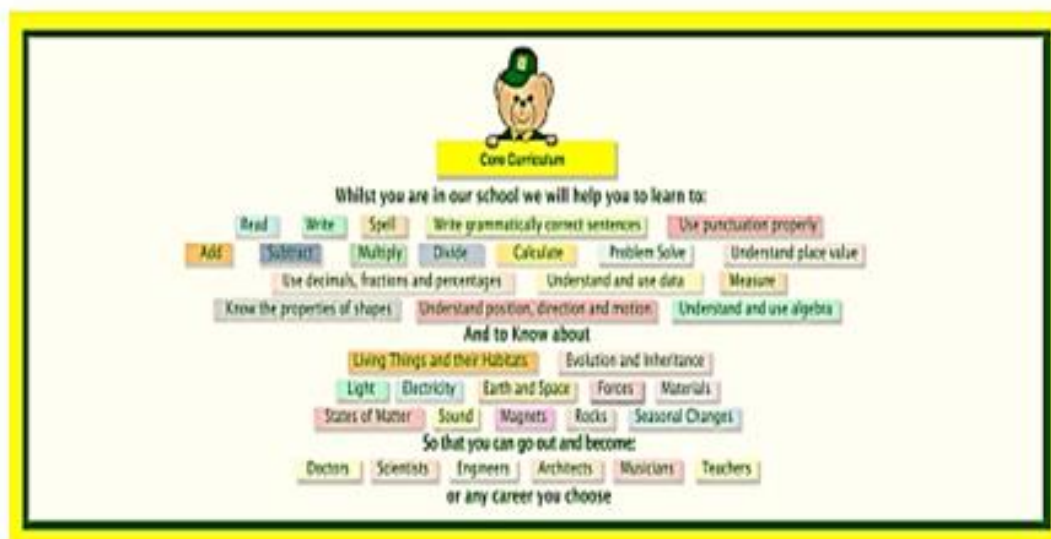 Core Curriculum
Whilst you are in our school we will help you to learn to:
Read Write Spell Write grammatically correct sentences Use punctuation properly
Add Subtract Multiply Divide Calculate Problem Solve Understand place value
Use decimals, fractions and percentages Understand and use data Measure
Know the properties of shapes Understand position, direction and motion Understand and use algebra
And to Know about
Living Things and their Habitats Evolution and Inheritance
Light Electricity Earth and Space Forces Materials
States of Matter Sound Magnets Rocks Seasonal Changes
So that you can go out and become:
Doctors Scientists Engineers Architects Musicians Teachers
or any career you choose